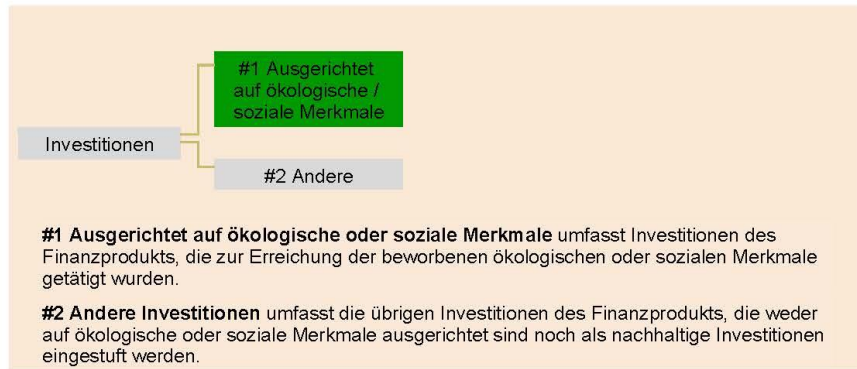 #1 Ausgerichtet
auf ökologische /
soziale Merkmale
Investitionen
#2 Andere
#1 Ausgerichtet auf ökologische oder soziale Merkmale umfasst Investitionen des
Finanzprodukts, die zur Erreichung der beworbenen ökologischen oder sozialen Merkmale
getätigt wurden.
#2 Andere Investitionen umfasst die übrigen Investitionen des Finanzprodukts, die weder
auf ökologische oder soziale Merkmale ausgerichtet sind noch als nachhaltige Investitionen
eingestuft werden.